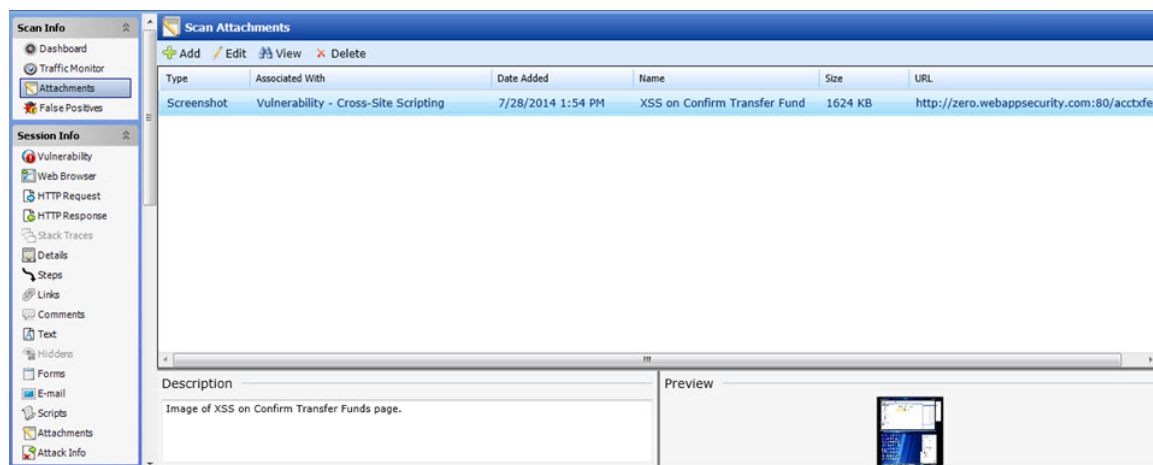 Scan Info
Dashboard
Traffic Monitor
Attachments
False Positives
Session Info
Vulnerability
Web Browser
HTTP Request
HTTP Response
Stack Traces
Details
Steps
Links
Comments
Text
Hiddens
Forms
E-mail
Scripts
Attachments
Attack Info
Scan Attachments
Add Edit View Delete
Type Associated With Date Added Name Size URL
Screenshot Vulnerability - Cross-Site Scripting 7/28/2014 1:54 PM XSS on Confirm Transfer Fund 1624 KB http://zero.webappsecurity.com:80/acctxfe
Description
Image of XSS on Confirm Transfer Funds page.
Preview